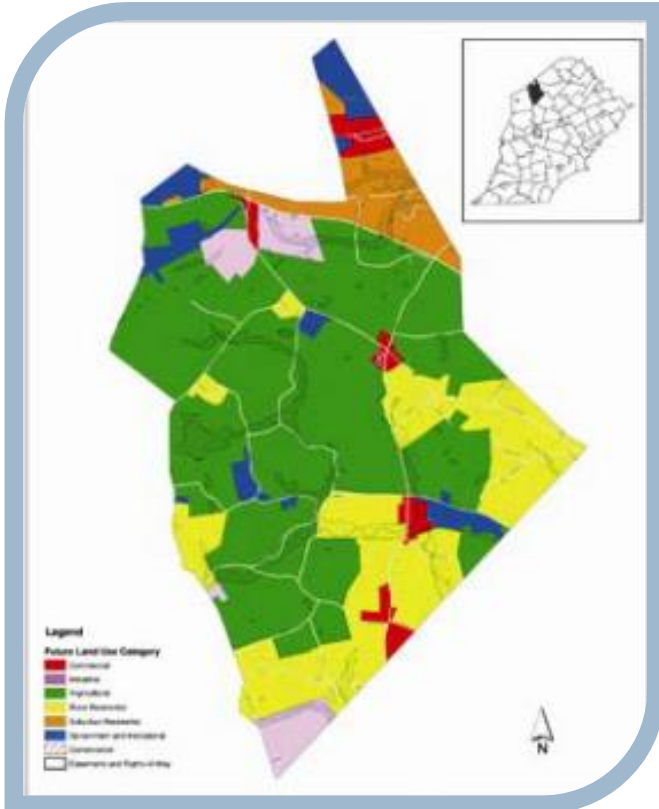 Legend
Future Land Use Category
Commercial
Industrial
Agricultural
Rural Residential
Suburban Residential
Government and Institutional
Conservation
Easement and Rights of Way
N